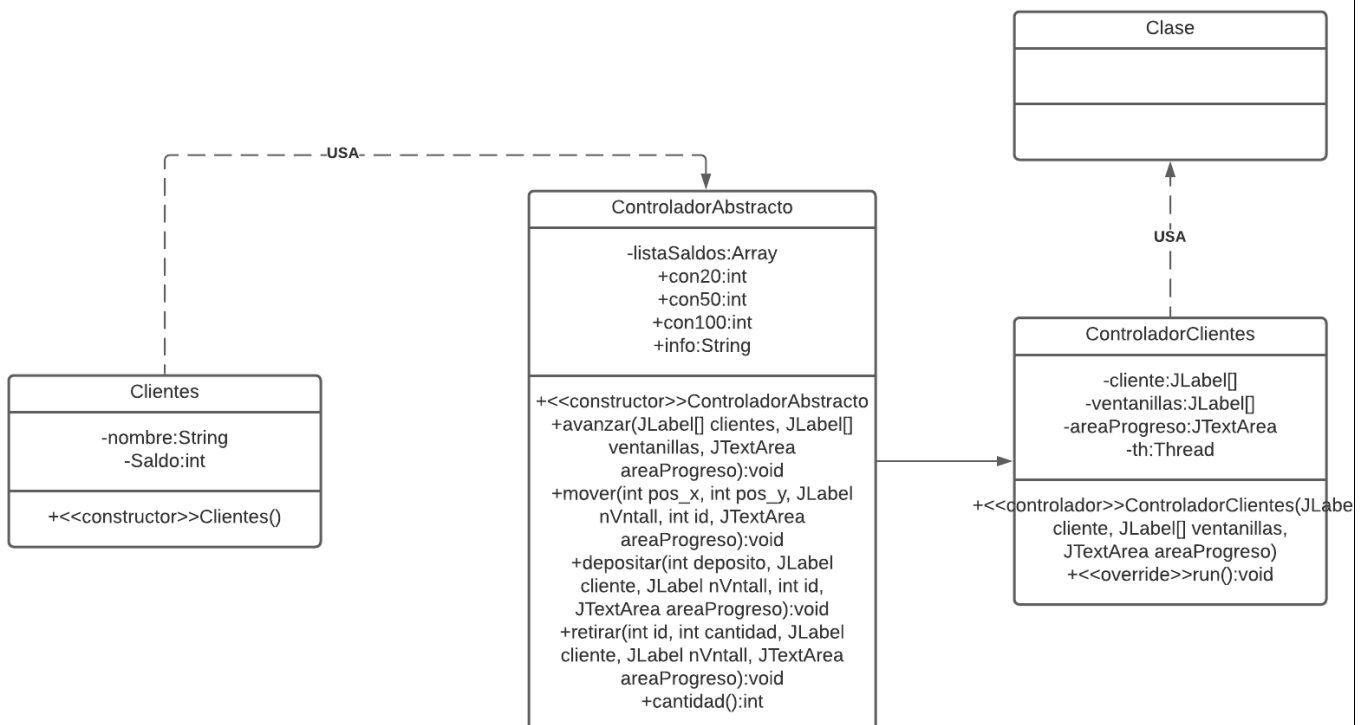 Clase
USA
ControladorAbstracto
-listaSaldos:Array
+con20:int
+con50:int
+con100:int
+info:String
+<<constructor>>ControladorAbstracto
+avanzar(JLabel[] clientes, JLabel[]
ventanillas, JTextArea
areaProgreso):void
+mover(int pos_x, int pos_y, JLabel
nVntall, int id, JTextArea
areaProgreso):void
+depositar(int deposito, JLabel
cliente, JLabel nVntall, int id,
JTextArea areaProgreso):void
+retirar(int id, int cantidad, JLabel
cliente, JLabel nVntall, JTextArea
areaProgreso):void
+cantidad():int
USA
ControladorClientes
-cliente:JLabel[]
-ventanillas:JLabel[]
-areaProgreso:JTextArea
-th:Thread
+<<controlador>>ControladorClientes(JLabe
cliente, JLabel[] ventanillas,
JTextArea areaProgreso)
+<<override>>run():void
Clientes
-nombre:String
-Saldo:int
+<<constructor>>Clientes()